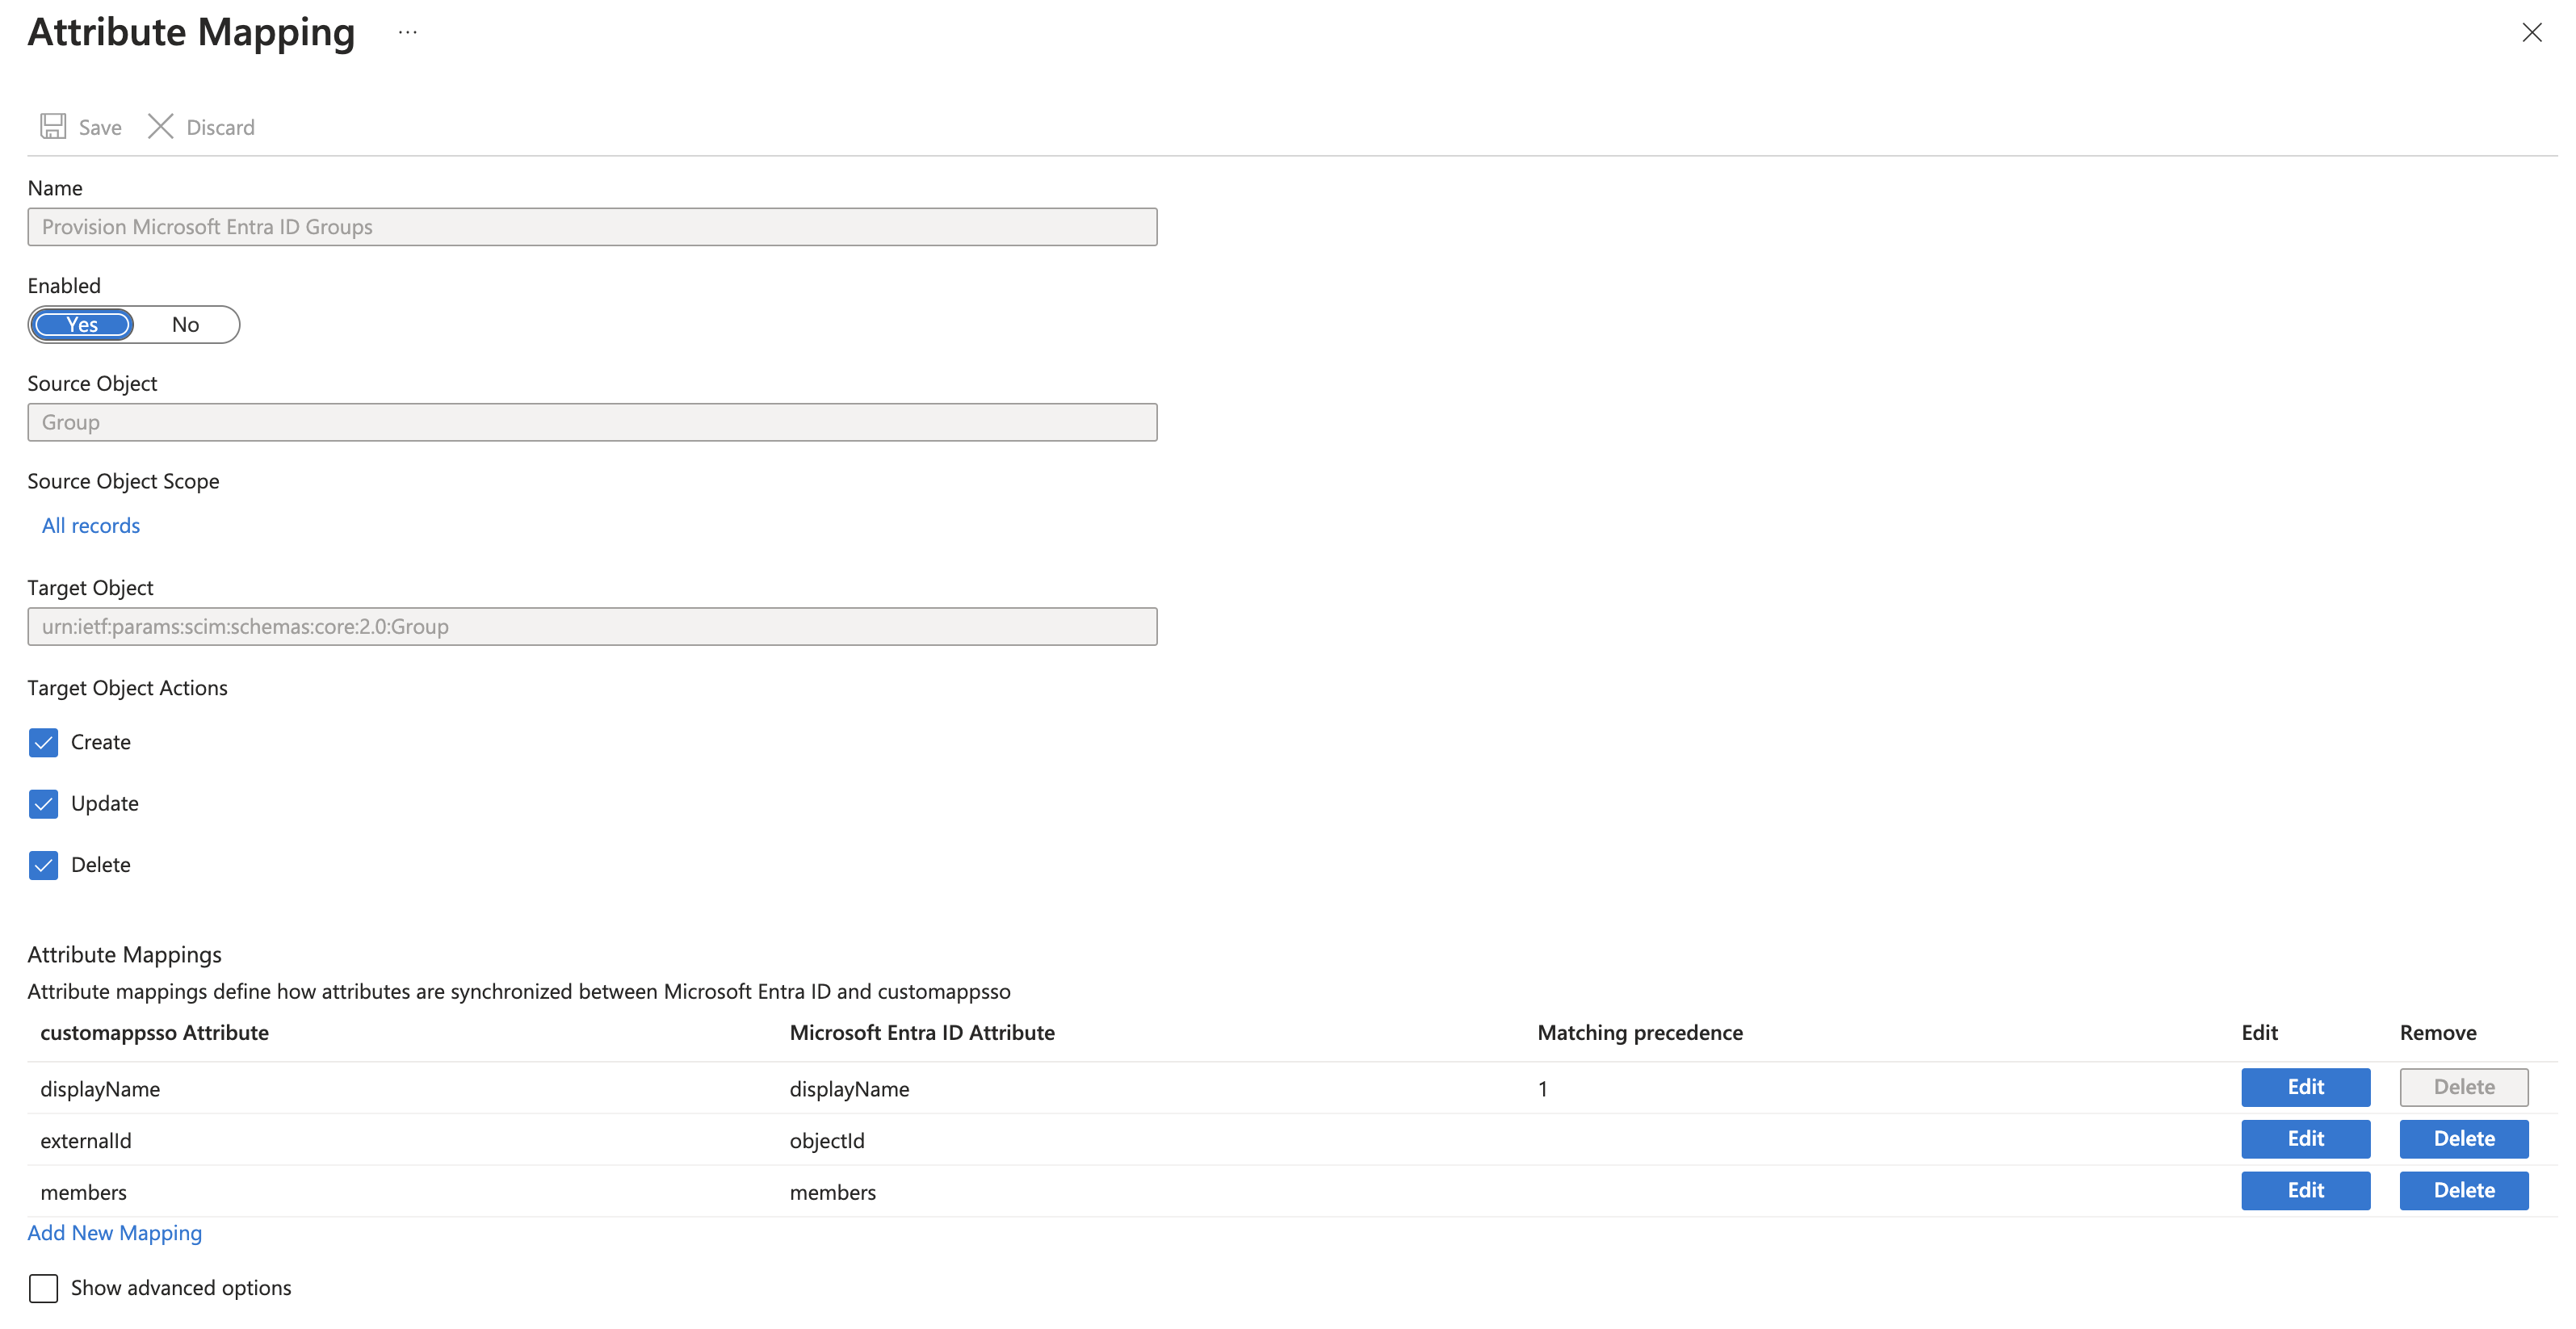 Attribute Mapping ...
Save Discard
Name
Provision Microsoft Entra ID Groups
Enabled
Yes No
Source Object
Group
Source Object Scope
All records
Target Object
urn:ietf:params:scim:schemas:core:2.0:Group
Target Object Actions
Create
Update
Delete
Attribute Mappings
Attribute mappings define how attributes are synchronized between Microsoft Entra ID and customappsso
customappsso Attribute Microsoft Entra ID Attribute Matching precedence Edit Remove
displayName displayName 1 Edit Delete
externalId objectId Edit Delete
members members Edit Delete
Add New Mapping
Show advanced options